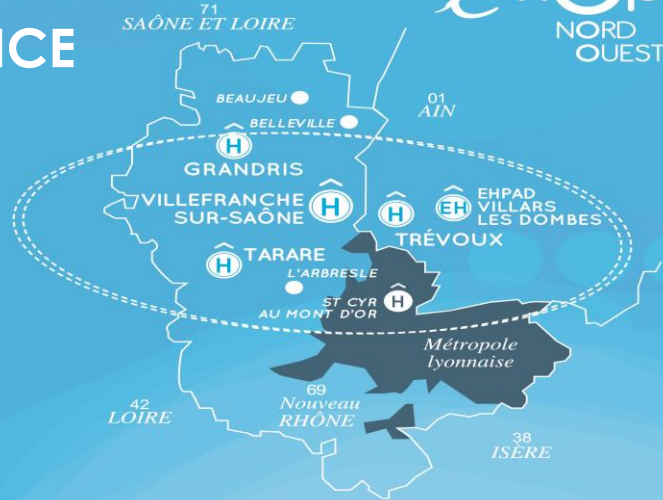 NORD
OUEST
71
SAÔNE ET LOIRE
01
AIN
BEAUJEU
BELLEVILLE
H
GRANDRIS
VILLEFRANCHE
SUR-SAÔNE
H
H
TRÉVOUX
EH
EHPAD
VILLARS
LES DOMBES
H
TARARE
L'ARBRESLE
ST CYR
AU MONT D'OR
H
Métropole
lyonnaise
69
Nouveau
RHÔNE
42
LOIRE
38
ISÈRE